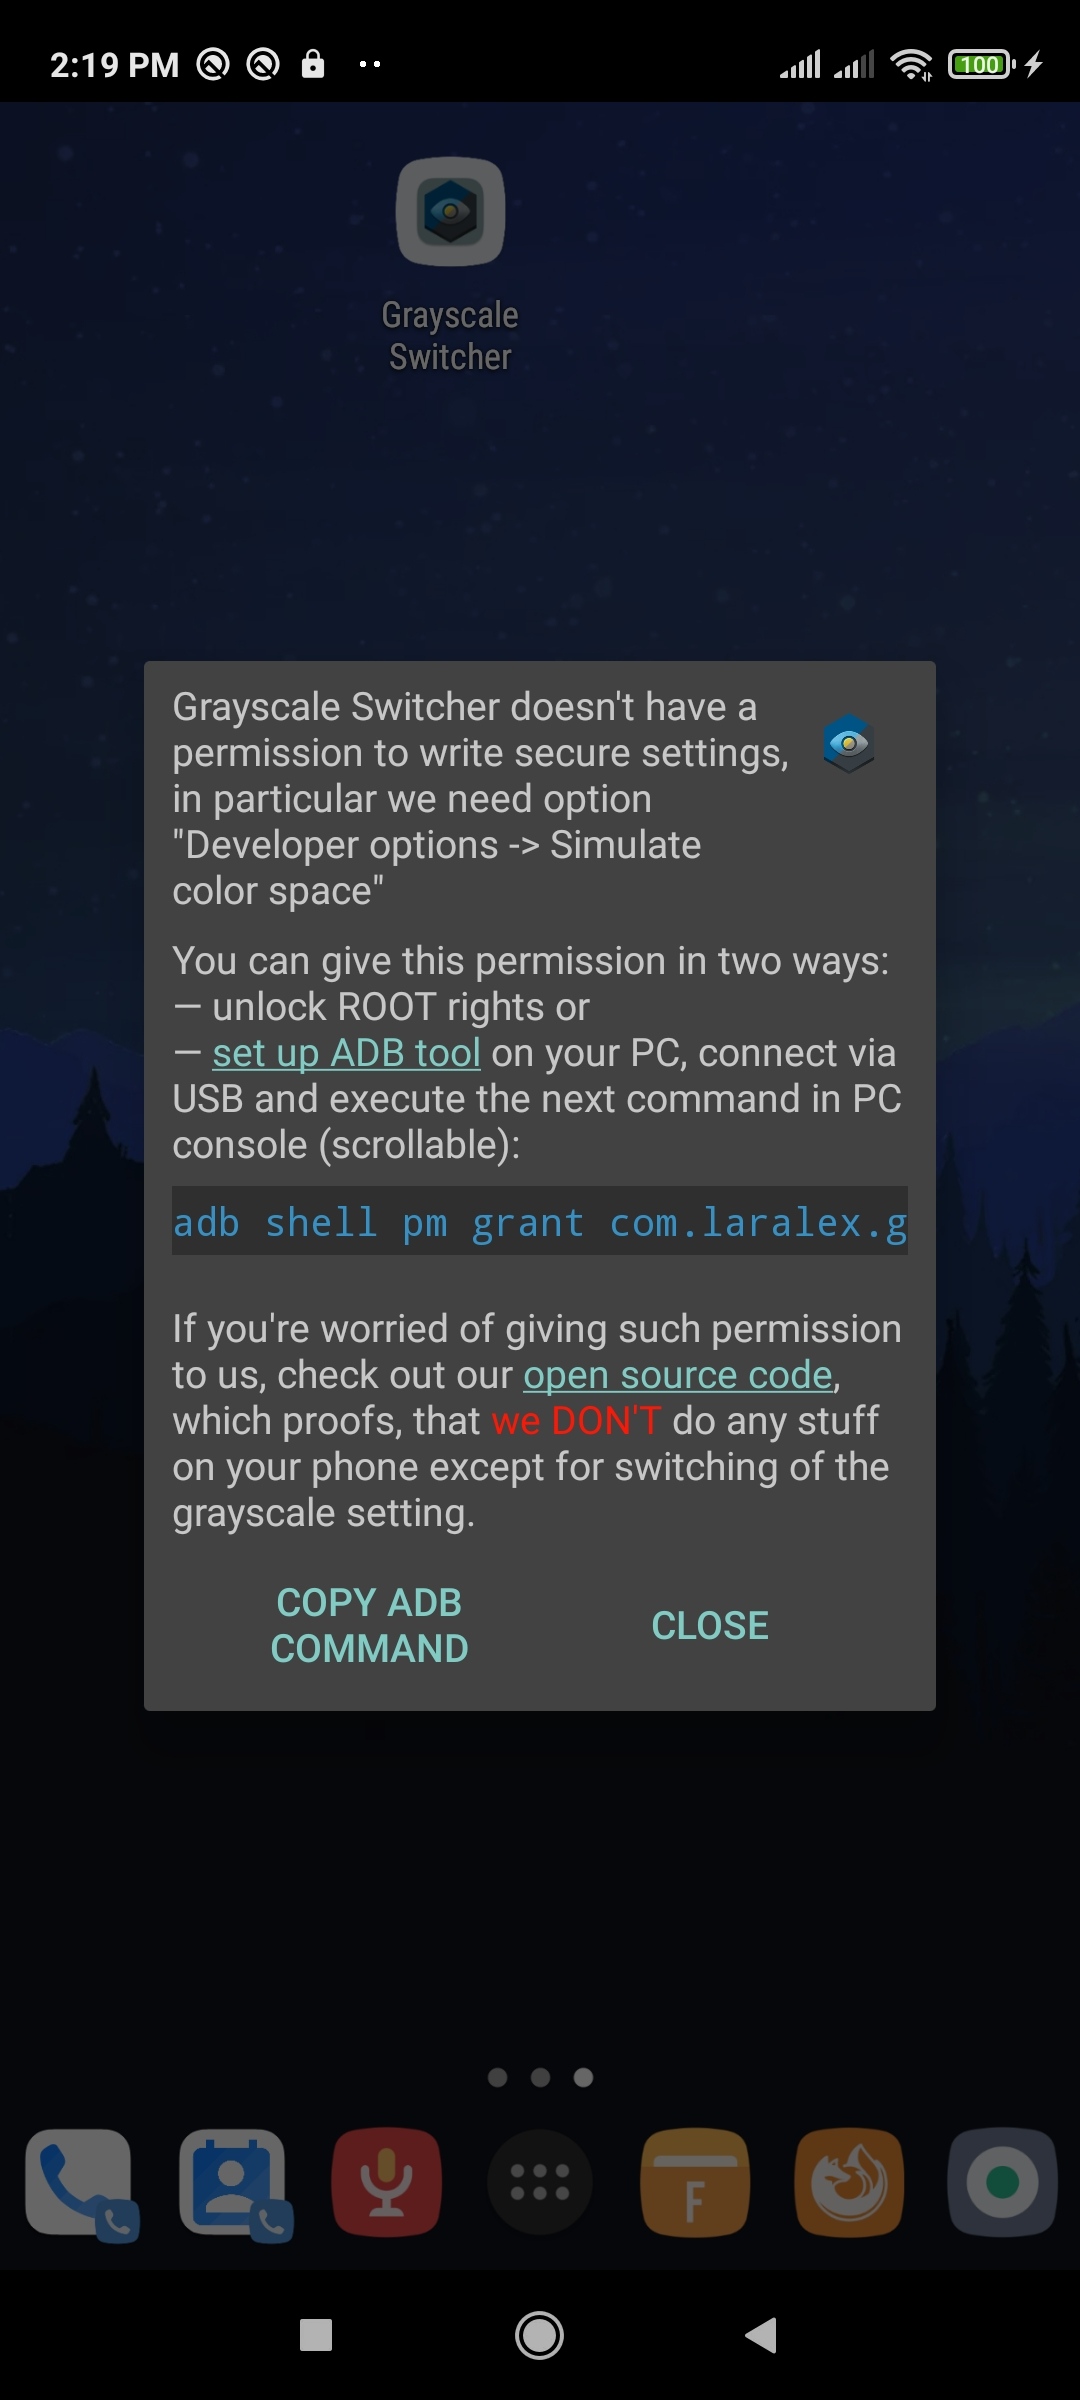 2:19 PM
100
Grayscale
Switcher
Grayscale Switcher doesn't have a
permission to write secure settings,
in particular we need option
"Developer options -> Simulate
color space"
You can give this permission in two ways:
— unlock ROOT rights or
— set up ADB tool on your PC, connect via
USB and execute the next command in PC
console (scrollable):
adb shell pm grant com.laralex.g
If you're worried of giving such permission
to us, check out our open source code,
which proofs, that we DON'T do any stuff
on your phone except for switching of the
grayscale setting.
COPY ADB
COMMAND
CLOSE
F